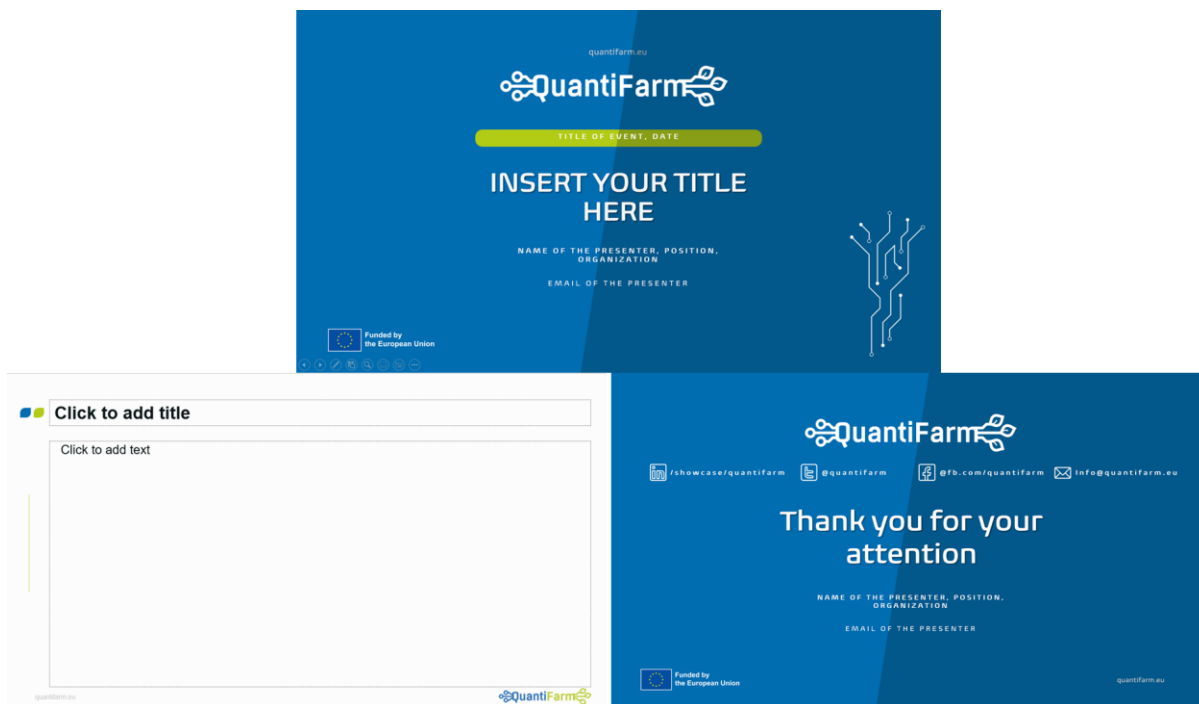 quantifarm.eu
QuantiFarm
TITLE OF EVENT, DATE
INSERT YOUR TITLE
HERE
NAME OF THE PRESENTER, POSITION,
ORGANIZATION
EMAIL OF THE PRESENTER
Funded by
the European Union
Click to add title
Click to add text
quantifarm.eu
QuantiFarm
QuantiFarm
/showcase/quantifarm @quantifarm @fb.com/quantifarm Info@quantifarm.eu
Thank you for your
attention
NAME OF THE PRESENTER, POSITION,
ORGANIZATION
EMAIL OF THE PRESENTER
Funded by
the European Union
quantifarm.eu